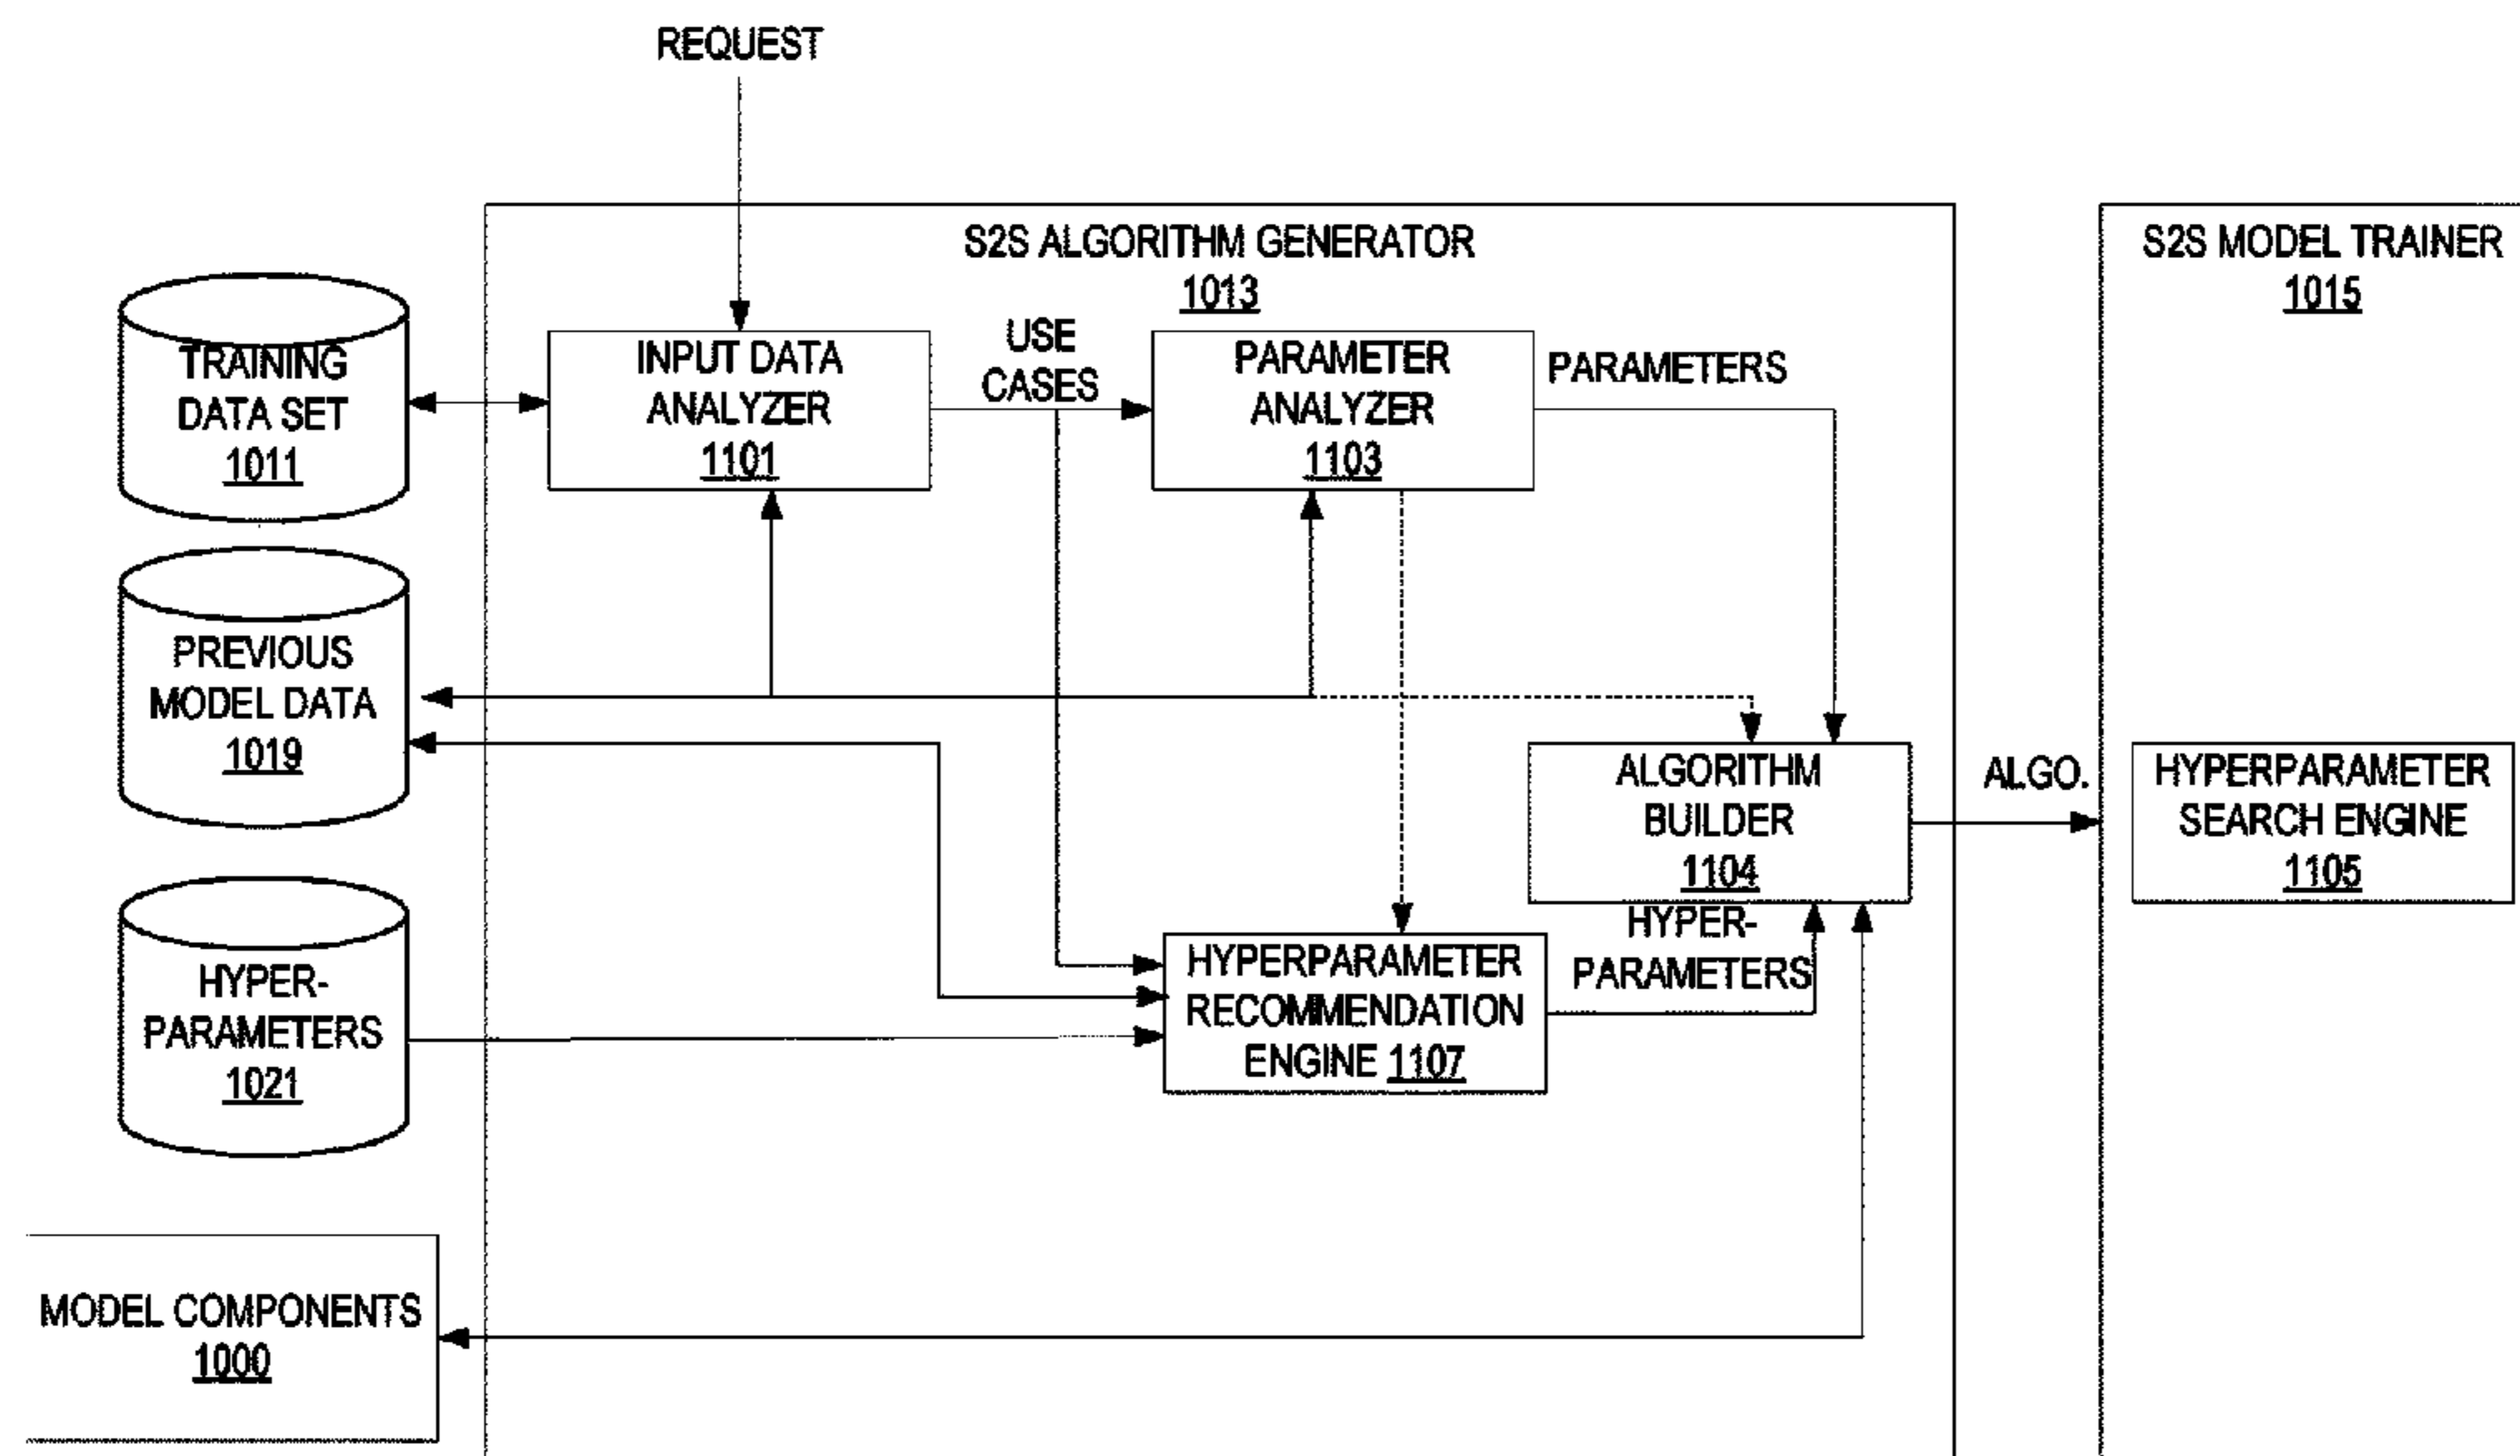 REQUEST
S2S ALGORITHM GENERATOR
1013
S2S MODEL TRAINER
1015
TRAINING
DATA SET
1011
INPUT DATA
ANALYZER
1101
USE
CASES
PARAMETER
ANALYZER
1103
PARAMETERS
PREVIOUS
MODEL DATA
1019
ALGORITHM
BUILDER
1104
ALGO.
HYPERPARAMETER
SEARCH ENGINE
1105
HYPER-
PARAMETERS
1021
HYPERPARAMETER
RECOMMENDATION
ENGINE 1107
HYPER-
PARAMETERS
MODEL COMPONENTS
1000